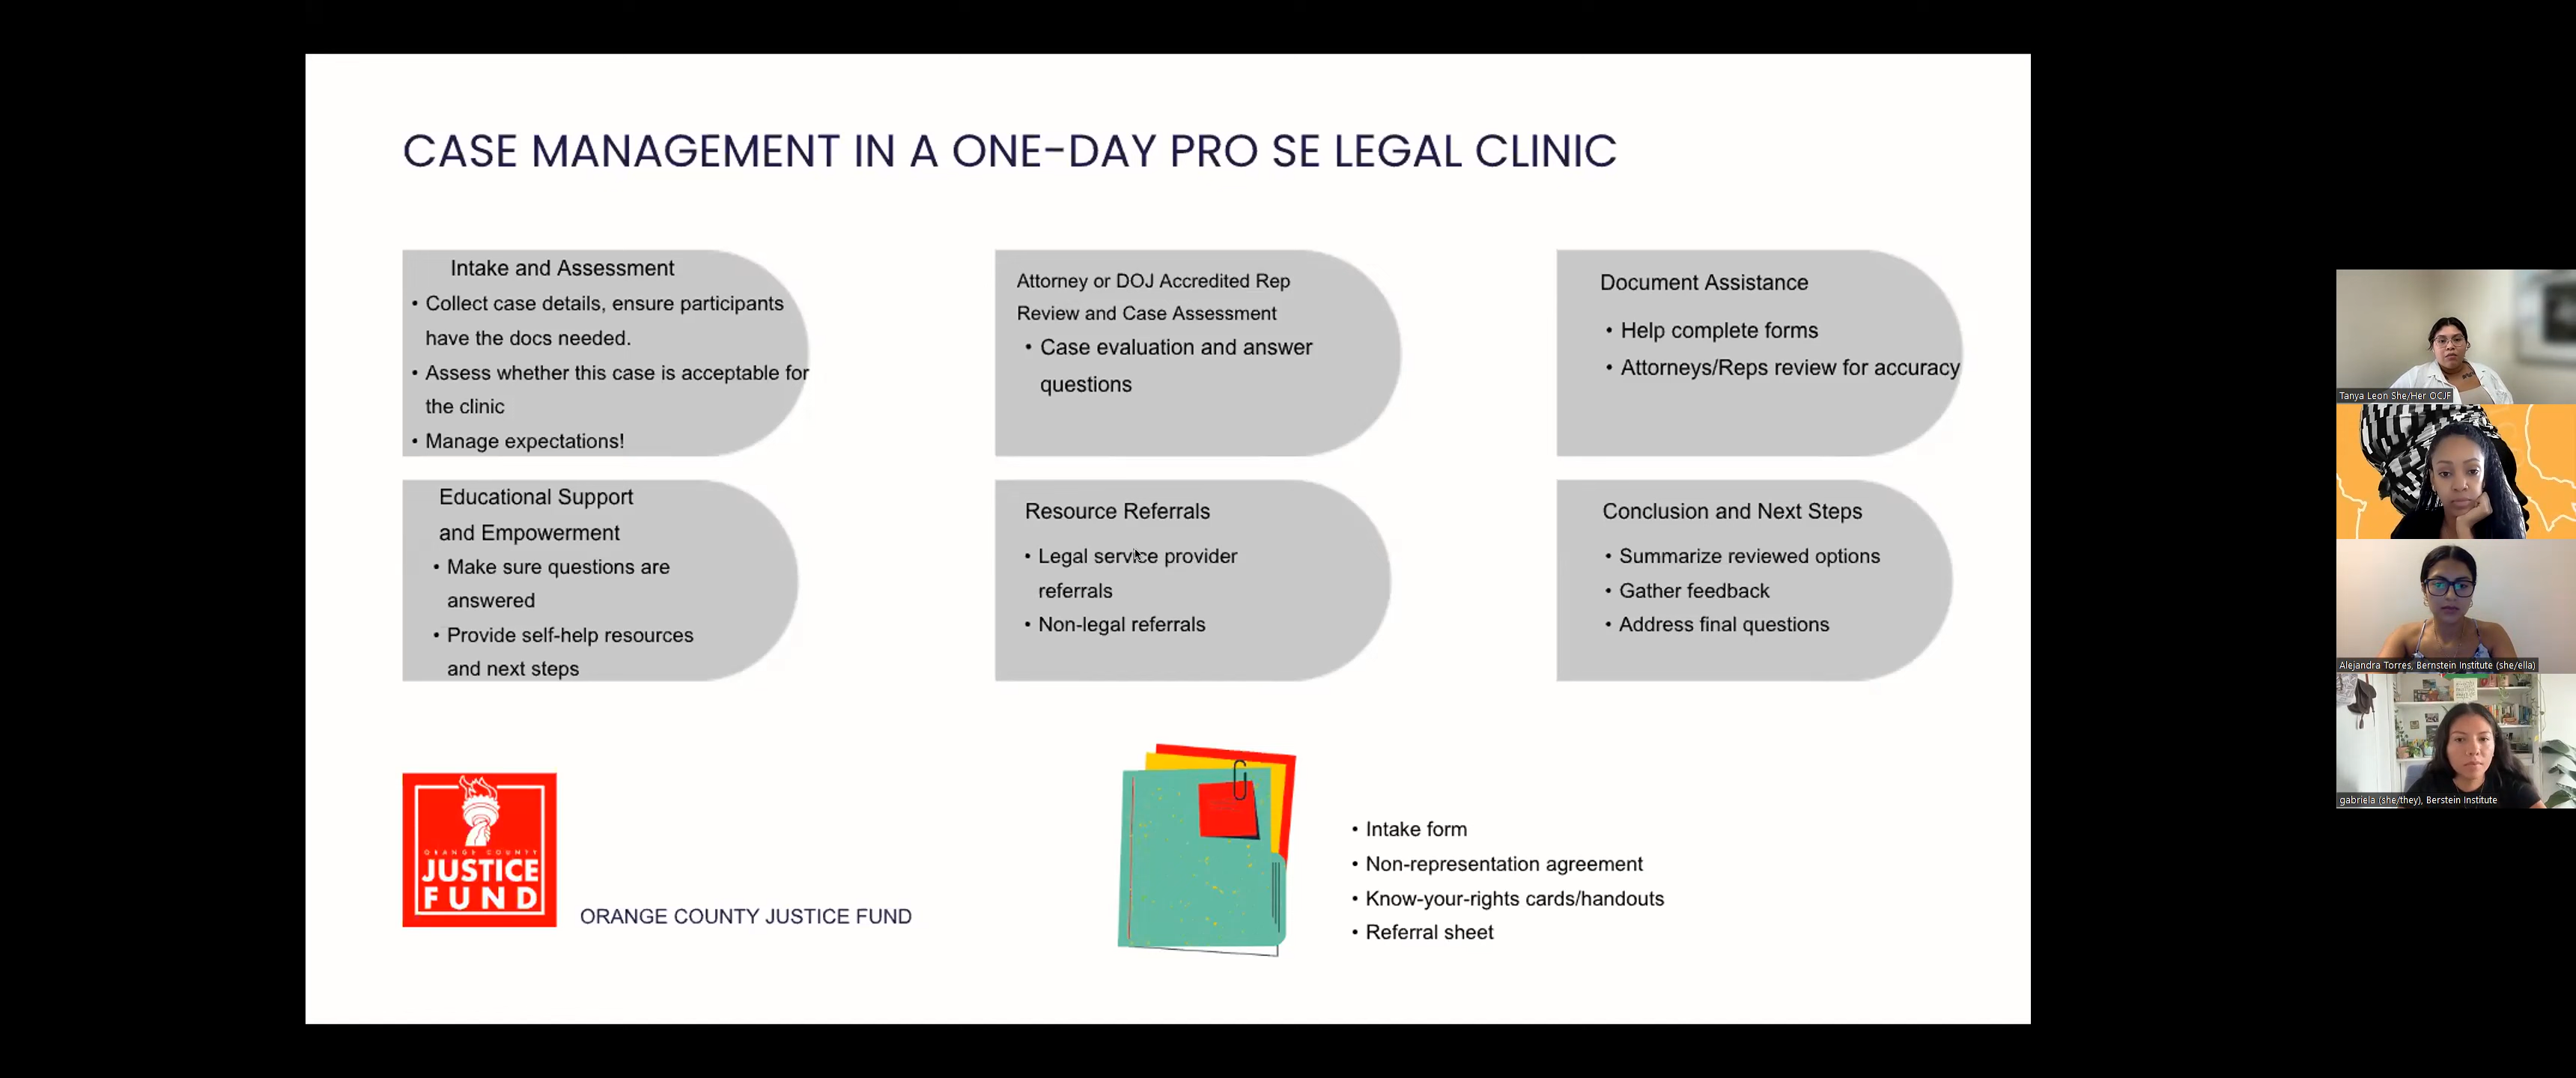 CASE MANAGEMENT IN A ONE-DAY PRO SE LEGAL CLINIC
Intake and Assessment
• Collect case details, ensure participants
have the docs needed.
• Assess whether this case is acceptable for
the clinic
• Manage expectations!
Attorney or DOJ Accredited Rep
Review and Case Assessment
• Case evaluation and answer
questions
Document Assistance
• Help complete forms
• Attorneys/Reps review for accuracy
Educational Support
and Empowerment
• Make sure questions are
answered
• Provide self-help resources
and next steps
Resource Referrals
• Legal service provider
referrals
• Non-legal referrals
Conclusion and Next Steps
• Summarize reviewed options
• Gather feedback
• Address final questions
ORANGE COUNTY
JUSTICE
FUND
ORANGE COUNTY JUSTICE FUND
• Intake form
• Non-representation agreement
• Know-your-rights cards/handouts
• Referral sheet
Tanya Leon She/Her OCJF
Alejandra Torres, Bernstein Institute (she/ella)
gabriela (she/they), Berstein Institute